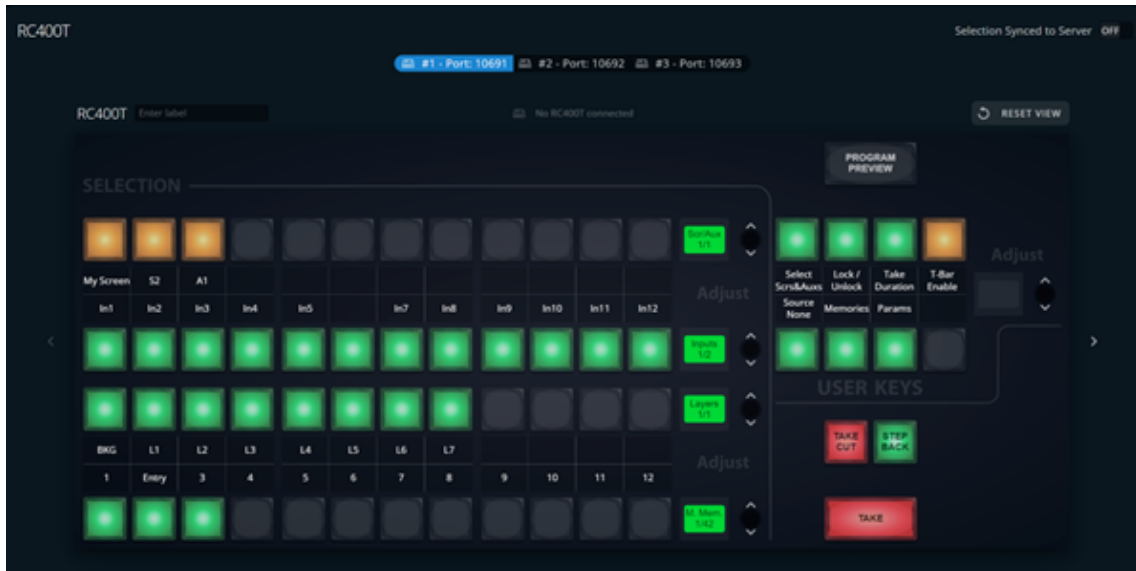 RC400T
Selection Synced to Server OFF
#1 - Port: 10691 #2 - Port: 10692 #3 - Port: 10693
RC400T Enter label No RC400T connected RESET VIEW
PROGRAM
PREVIEW
SELECTION
Scr/Aux
1/1
My Screen S2 A1
Adjust
In1 In2 In3 In4 In5 In7 In8 In9 In10 In11 In12
Inputs
1/2
Layers
1/1
BKG L1 L2 L3 L4 L5 L6 L7
Adjust
1 Entry 3 4 5 6 7 8 9 10 11 12
M. Mem.
1/42
Select
Scrs&Auxs
Lock /
Unlock
Take
Duration
T-Bar
Enable
Adjust
Source
None
Memories Params
USER KEYS
TAKE
CUT
STEP
BACK
TAKE